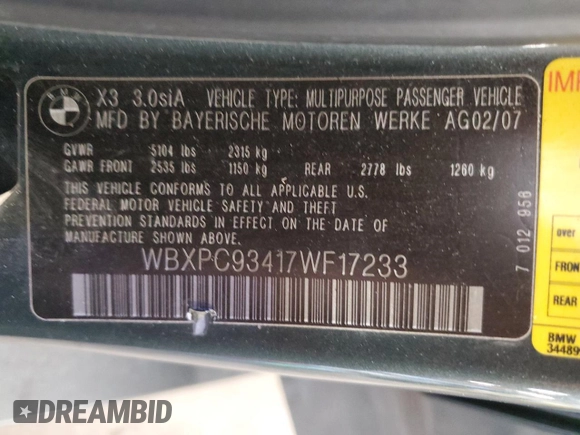 BMW
X3 3.0siA VEHICLE TYPE: MULTIPURPOSE PASSENGER VEHICLE
MFD BY BAYERISCHE MOTOREN WERKE AG02/07
GVWR 5104 lbs 2315 kg
GAWR FRONT 2535 lbs 1150 kg REAR 2778 lbs 1260 kg
THIS VEHICLE CONFORMS TO ALL APPLICABLE U.S.
FEDERAL MOTOR VEHICLE SAFETY AND THEFT
PREVENTION STANDARDS IN EFFECT ON THE DATE OF
MANUFACTURE SHOWN ABOVE.
WBXPC93417WF17233
7 012 956
over
FRON
REAR
BMW
34489
DREAMBID